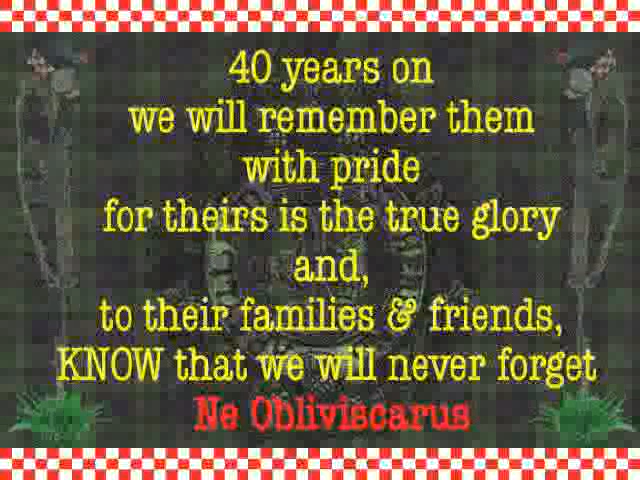 40 years on
we will remember them
with pride
for theirs is the true glory
and,
to their families & friends,
KNOW that we will never forget
Ne Obliviscarus